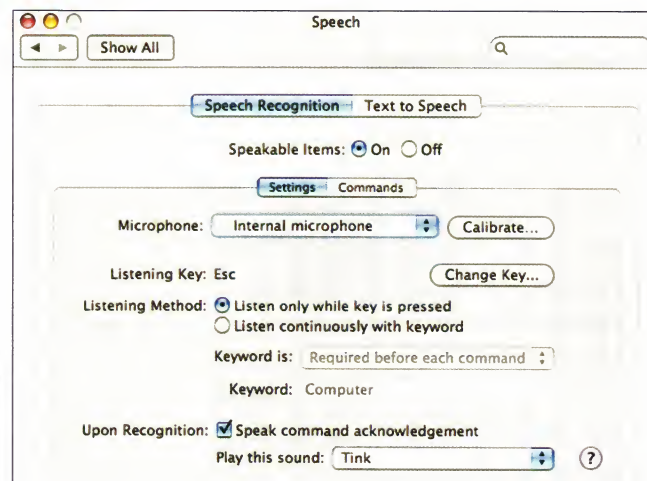 Speech
Show All
Speech Recognition Text to Speech
Speakable Items: On Off
Settings Commands
Microphone: Internal microphone Calibrate...
Listening Key: Esc Change Key...
Listening Method: Listen only while key is pressed
Listen continuously with keyword
Keyword is: Required before each command
Keyword: Computer
Upon Recognition: Speak command acknowledgement
Play this sound: Tink ?